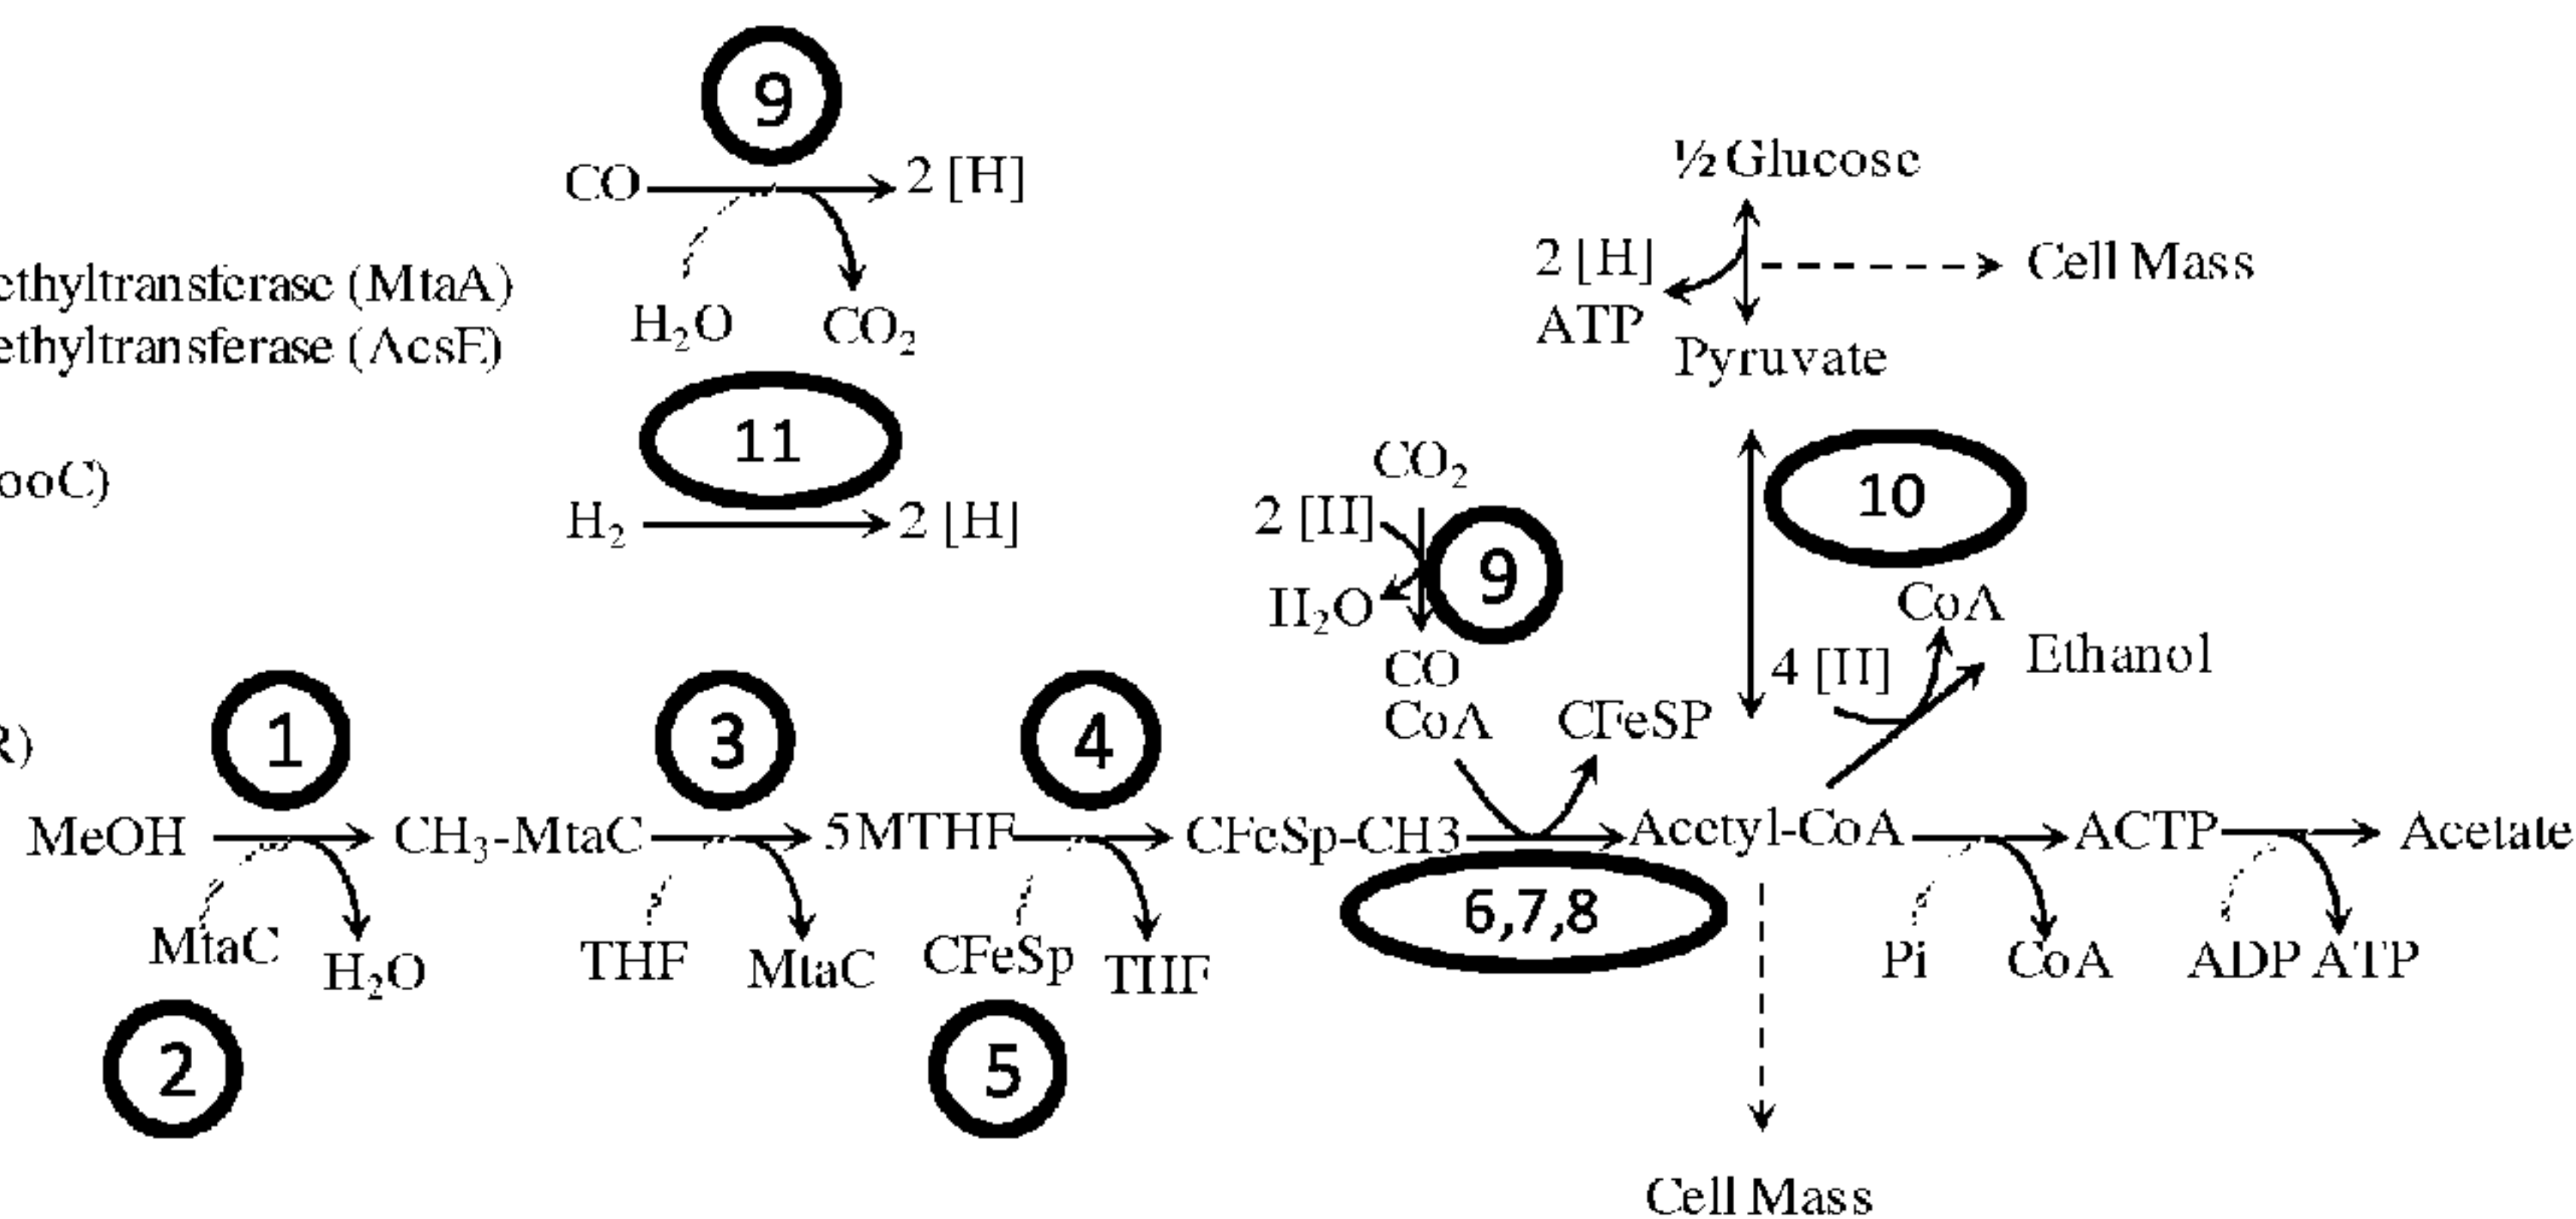 9
CO 2 [H]
H₂O CO₂
½ Glucose
2 [H]
ATP
Cell Mass
Pyruvate
ethyltransferase (MtaA)
ethyltransferase (AcsE)
ooC)
11
H₂ 2 [H]
10
CO₂
2 [H]
9
H₂O
CO
CoA
CFeSP
CoA
4 [H]
Ethanol
R)
1 3 4
MeOH CH₃-MtaC 5MTHF CFeSp-CH3 Acetyl-CoA ACTP Acetate
6,7,8
MtaC H₂O THF MtaC CFeSp THF Pi CoA ADP ATP
2 5
Cell Mass